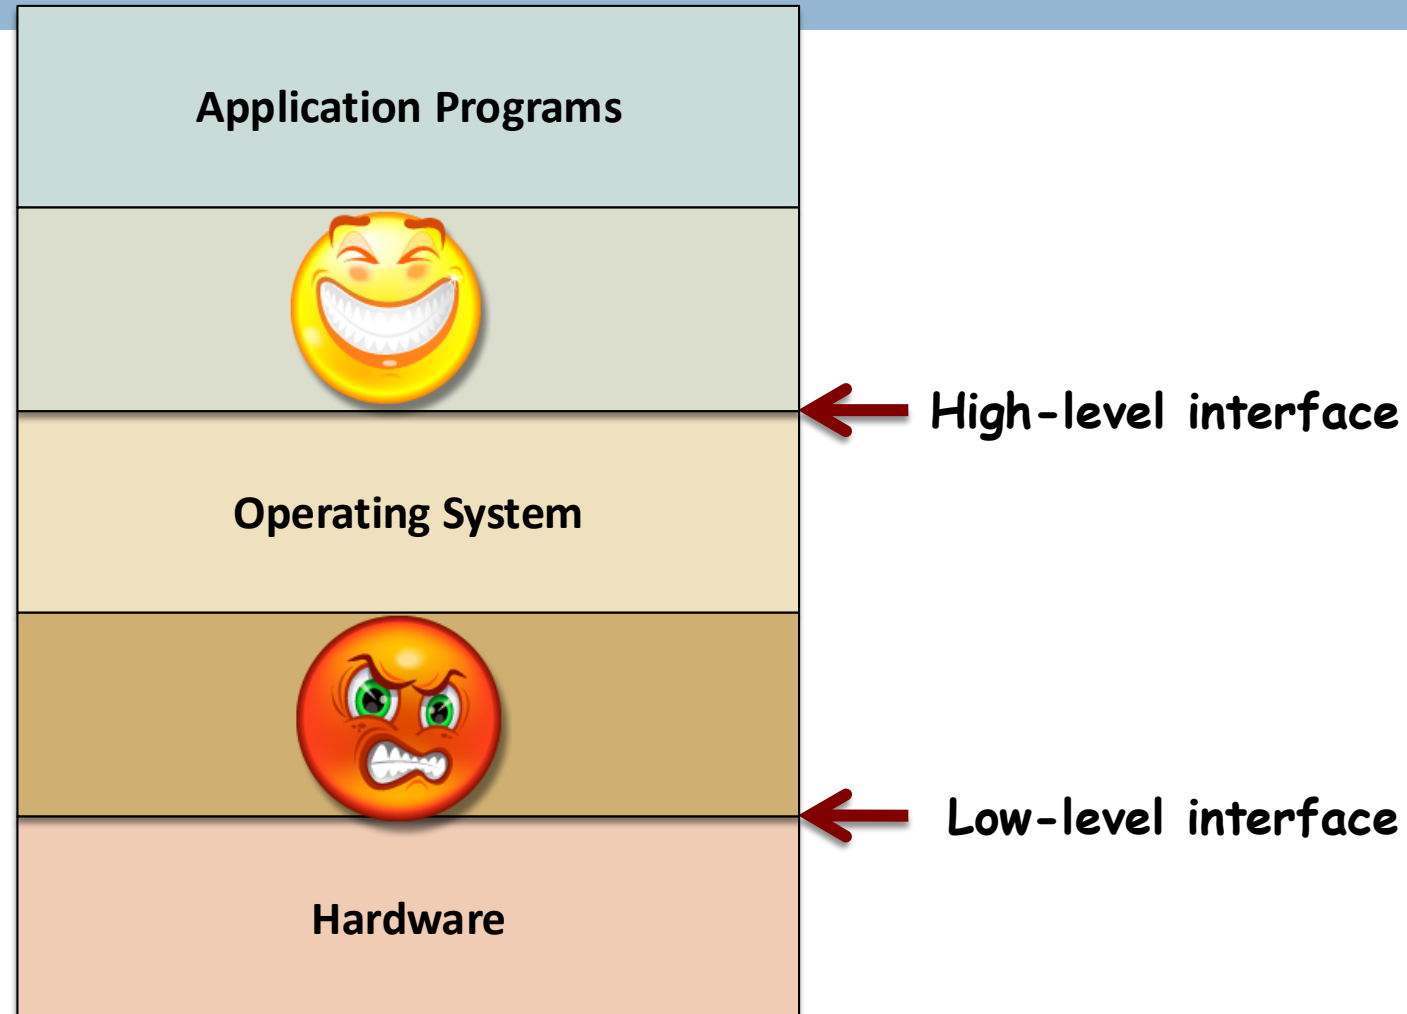 Application Programs
High-level interface
Operating System
Low-level interface
Hardware